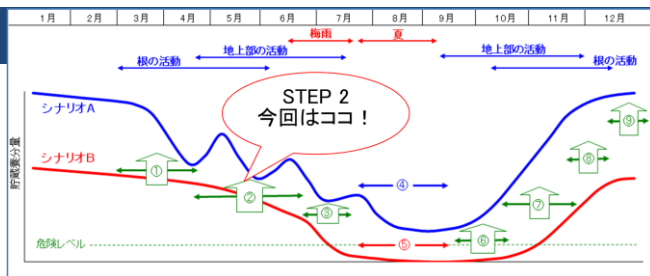 1月 2月 3月 4月 5月 6月 7月 8月 9月 10月 11月 12月
梅雨 夏
地上部の活動 地上部の活動
根の活動 根の活動
シナリオA
STEP 2
今回はココ！
シナリオB
貯蔵養分量
危険レベル
①
②
③
④
⑤
⑥
⑦
⑧
⑨